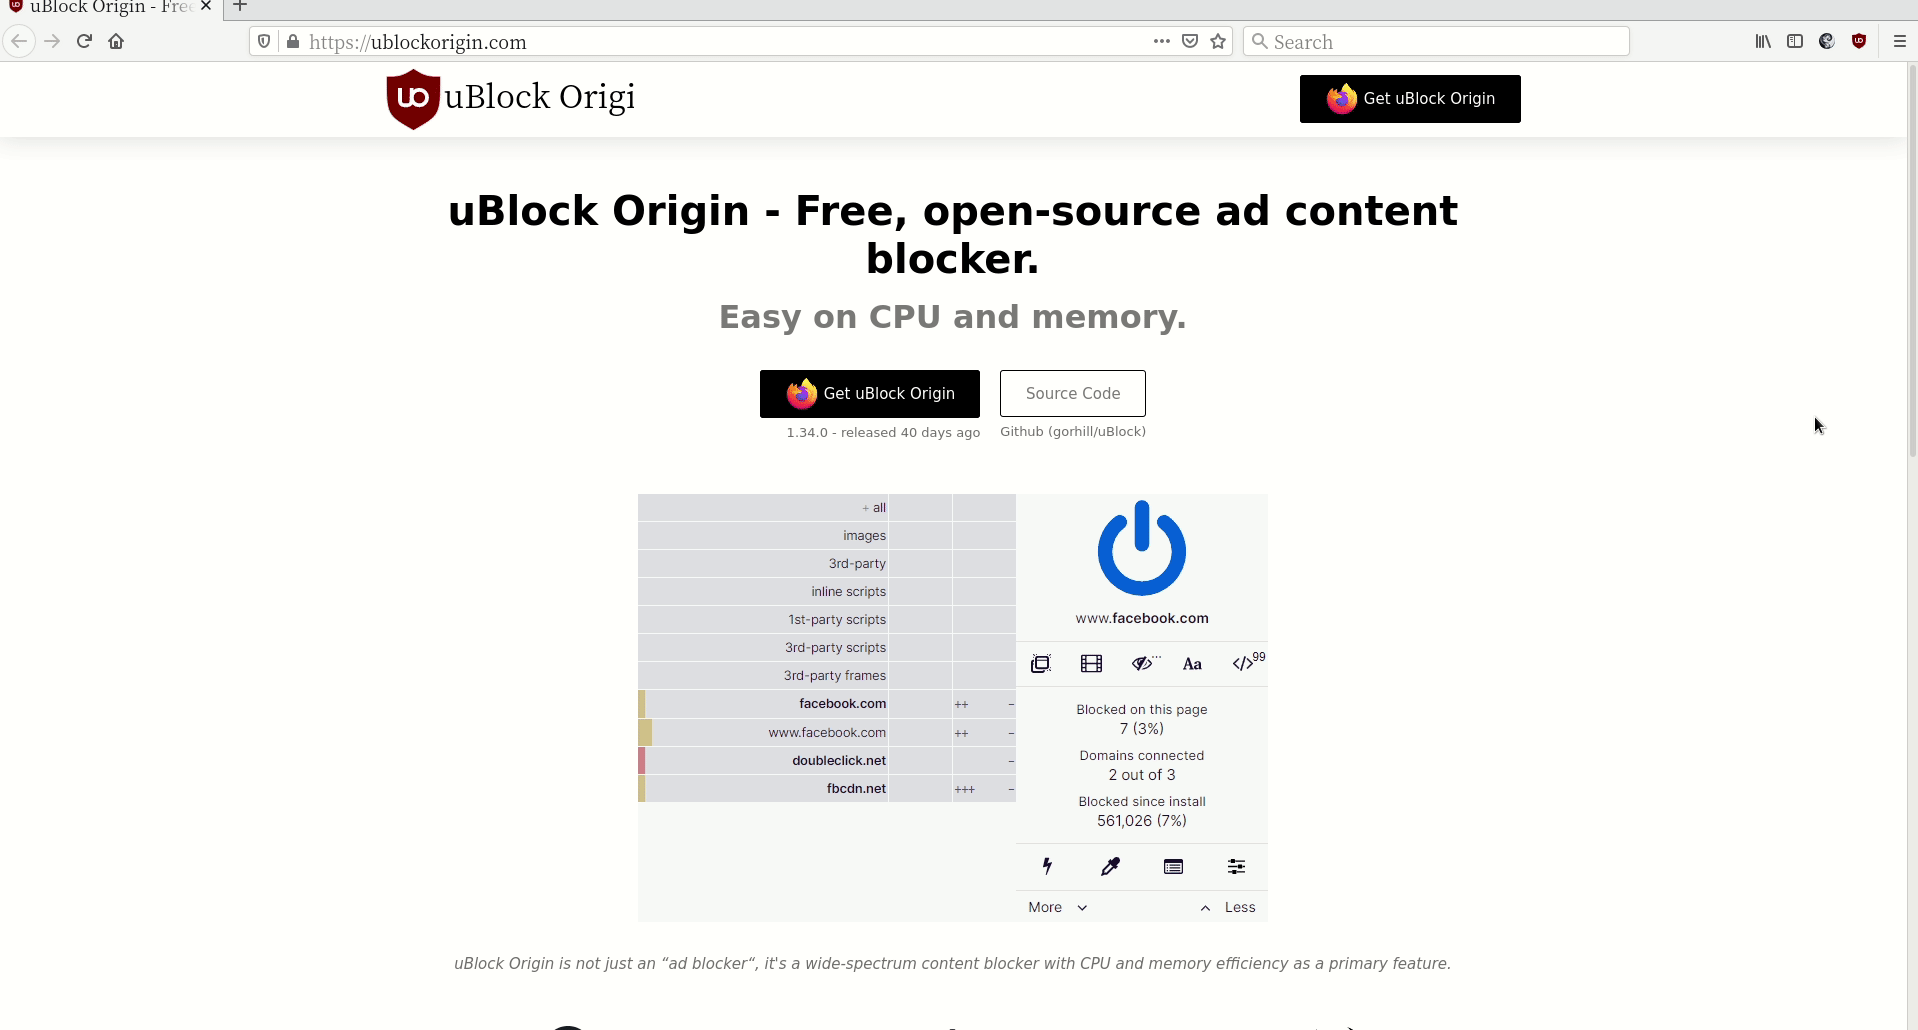 uBlock Origin - Free
https://ublockorigin.com
Search
uBlock Origi
Get uBlock Origin
uBlock Origin - Free, open-source ad content
blocker.
Easy on CPU and memory.
Get uBlock Origin
Source Code
1.34.0 - released 40 days ago
Github (gorhill/uBlock)
+ all
images
3rd-party
inline scripts
1st-party scripts
3rd-party scripts
3rd-party frames
facebook.com ++ –
www.facebook.com ++ –
doubleclick.net –
fbcdn.net +++ –
www.facebook.com
Aa
99
Blocked on this page
7 (3%)
Domains connected
2 out of 3
Blocked since install
561,026 (7%)
More
Less
uBlock Origin is not just an “ad blocker“, it's a wide-spectrum content blocker with CPU and memory efficiency as a primary feature.